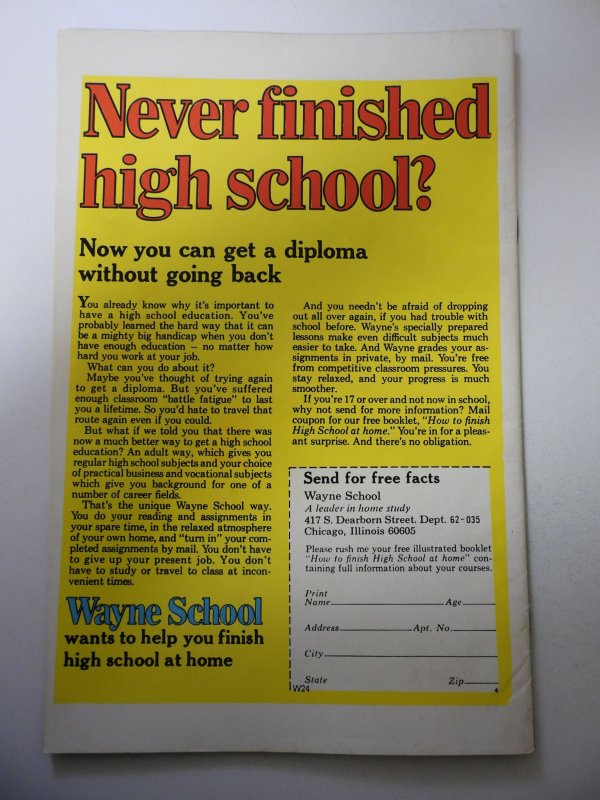 Never finished
high school?
Now you can get a diploma
without going back
You already know why it's important to
have a high school education. You've
probably learned the hard way that it can
be a mighty big handicap when you don't
have enough education – no matter how
hard you work at your job.
What can you do about it?
Maybe you've thought of trying again
to get a diploma. But you've suffered
enough classroom "battle fatigue" to last
you a lifetime. So you'd hate to travel that
route again even if you could.
But what if we told you that there was
now a much better way to get a high school
education? An adult way, which gives you
regular high school subjects and your choice
of practical business and vocational subjects
which give you background for one of a
number of career fields.
That's the unique Wayne School way.
You do your reading and assignments in
your spare time, in the relaxed atmosphere
of your own home, and "turn in" your com-
pleted assignments by mail. You don't have
to give up your present job. You don't
have to study or travel to class at incon-
venient times.
Wayne School
wants to help you finish
high school at home
And you needn't be afraid of dropping
out all over again, if you had trouble with
school before. Wayne's specially prepared
lessons make even difficult subjects much
easier to take. And Wayne grades your as-
signments in private, by mail. You're free
from competitive classroom pressures. You
stay relaxed, and your progress is much
smoother.
If you're 17 or over and not now in school,
why not send for more information? Mail
coupon for our free booklet, "How to finish
High School at home." You're in for a pleas-
ant surprise. And there's no obligation.
Send for free facts
Wayne School
A leader in home study
417 S. Dearborn Street. Dept. 62-035
Chicago, Illinois 60605
Please rush me your free illustrated booklet
"How to finish High School at home" con-
taining full information about your courses.
Print
Name Age
Address Apt. No.
City
State Zip
W24 4